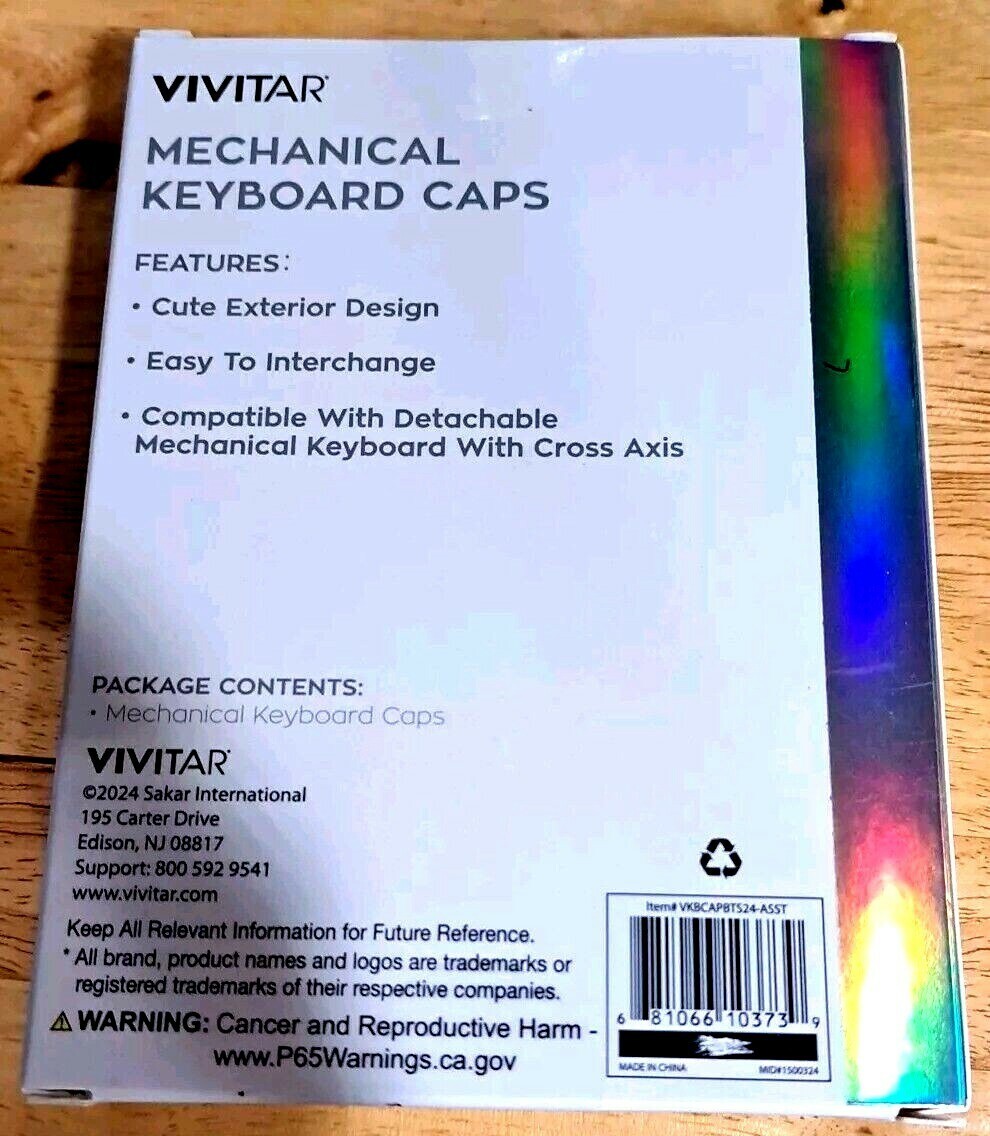 VIVITAR
MECHANICAL
KEYBOARD CAPS
FEATURES:
• Cute Exterior Design
• Easy To Interchange
• Compatible With Detachable
Mechanical Keyboard With Cross Axis
PACKAGE CONTENTS:
• Mechanical Keyboard Caps
VIVITAR
©2024 Sakar International
195 Carter Drive
Edison, NJ 08817
Support: 800 592 9541
www.vivitar.com
Keep All Relevant Information for Future Reference.
* All brand, product names and logos are trademarks or
registered trademarks of their respective companies.
⚠ WARNING: Cancer and Reproductive Harm -
www.P65Warnings.ca.gov
Item# VKBCAPBTS24-ASST
6 81066 10373 9
MADE IN CHINA
MID#1500324